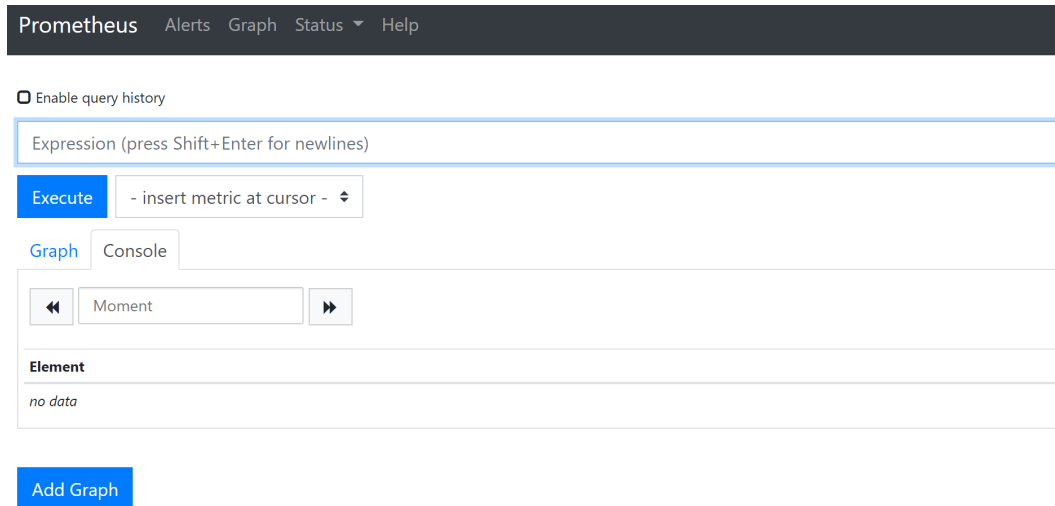 Prometheus Alerts Graph Status Help
Enable query history
Expression (press Shift+Enter for newlines)
Execute - insert metric at cursor -
Graph Console
Moment
Element
no data
Add Graph